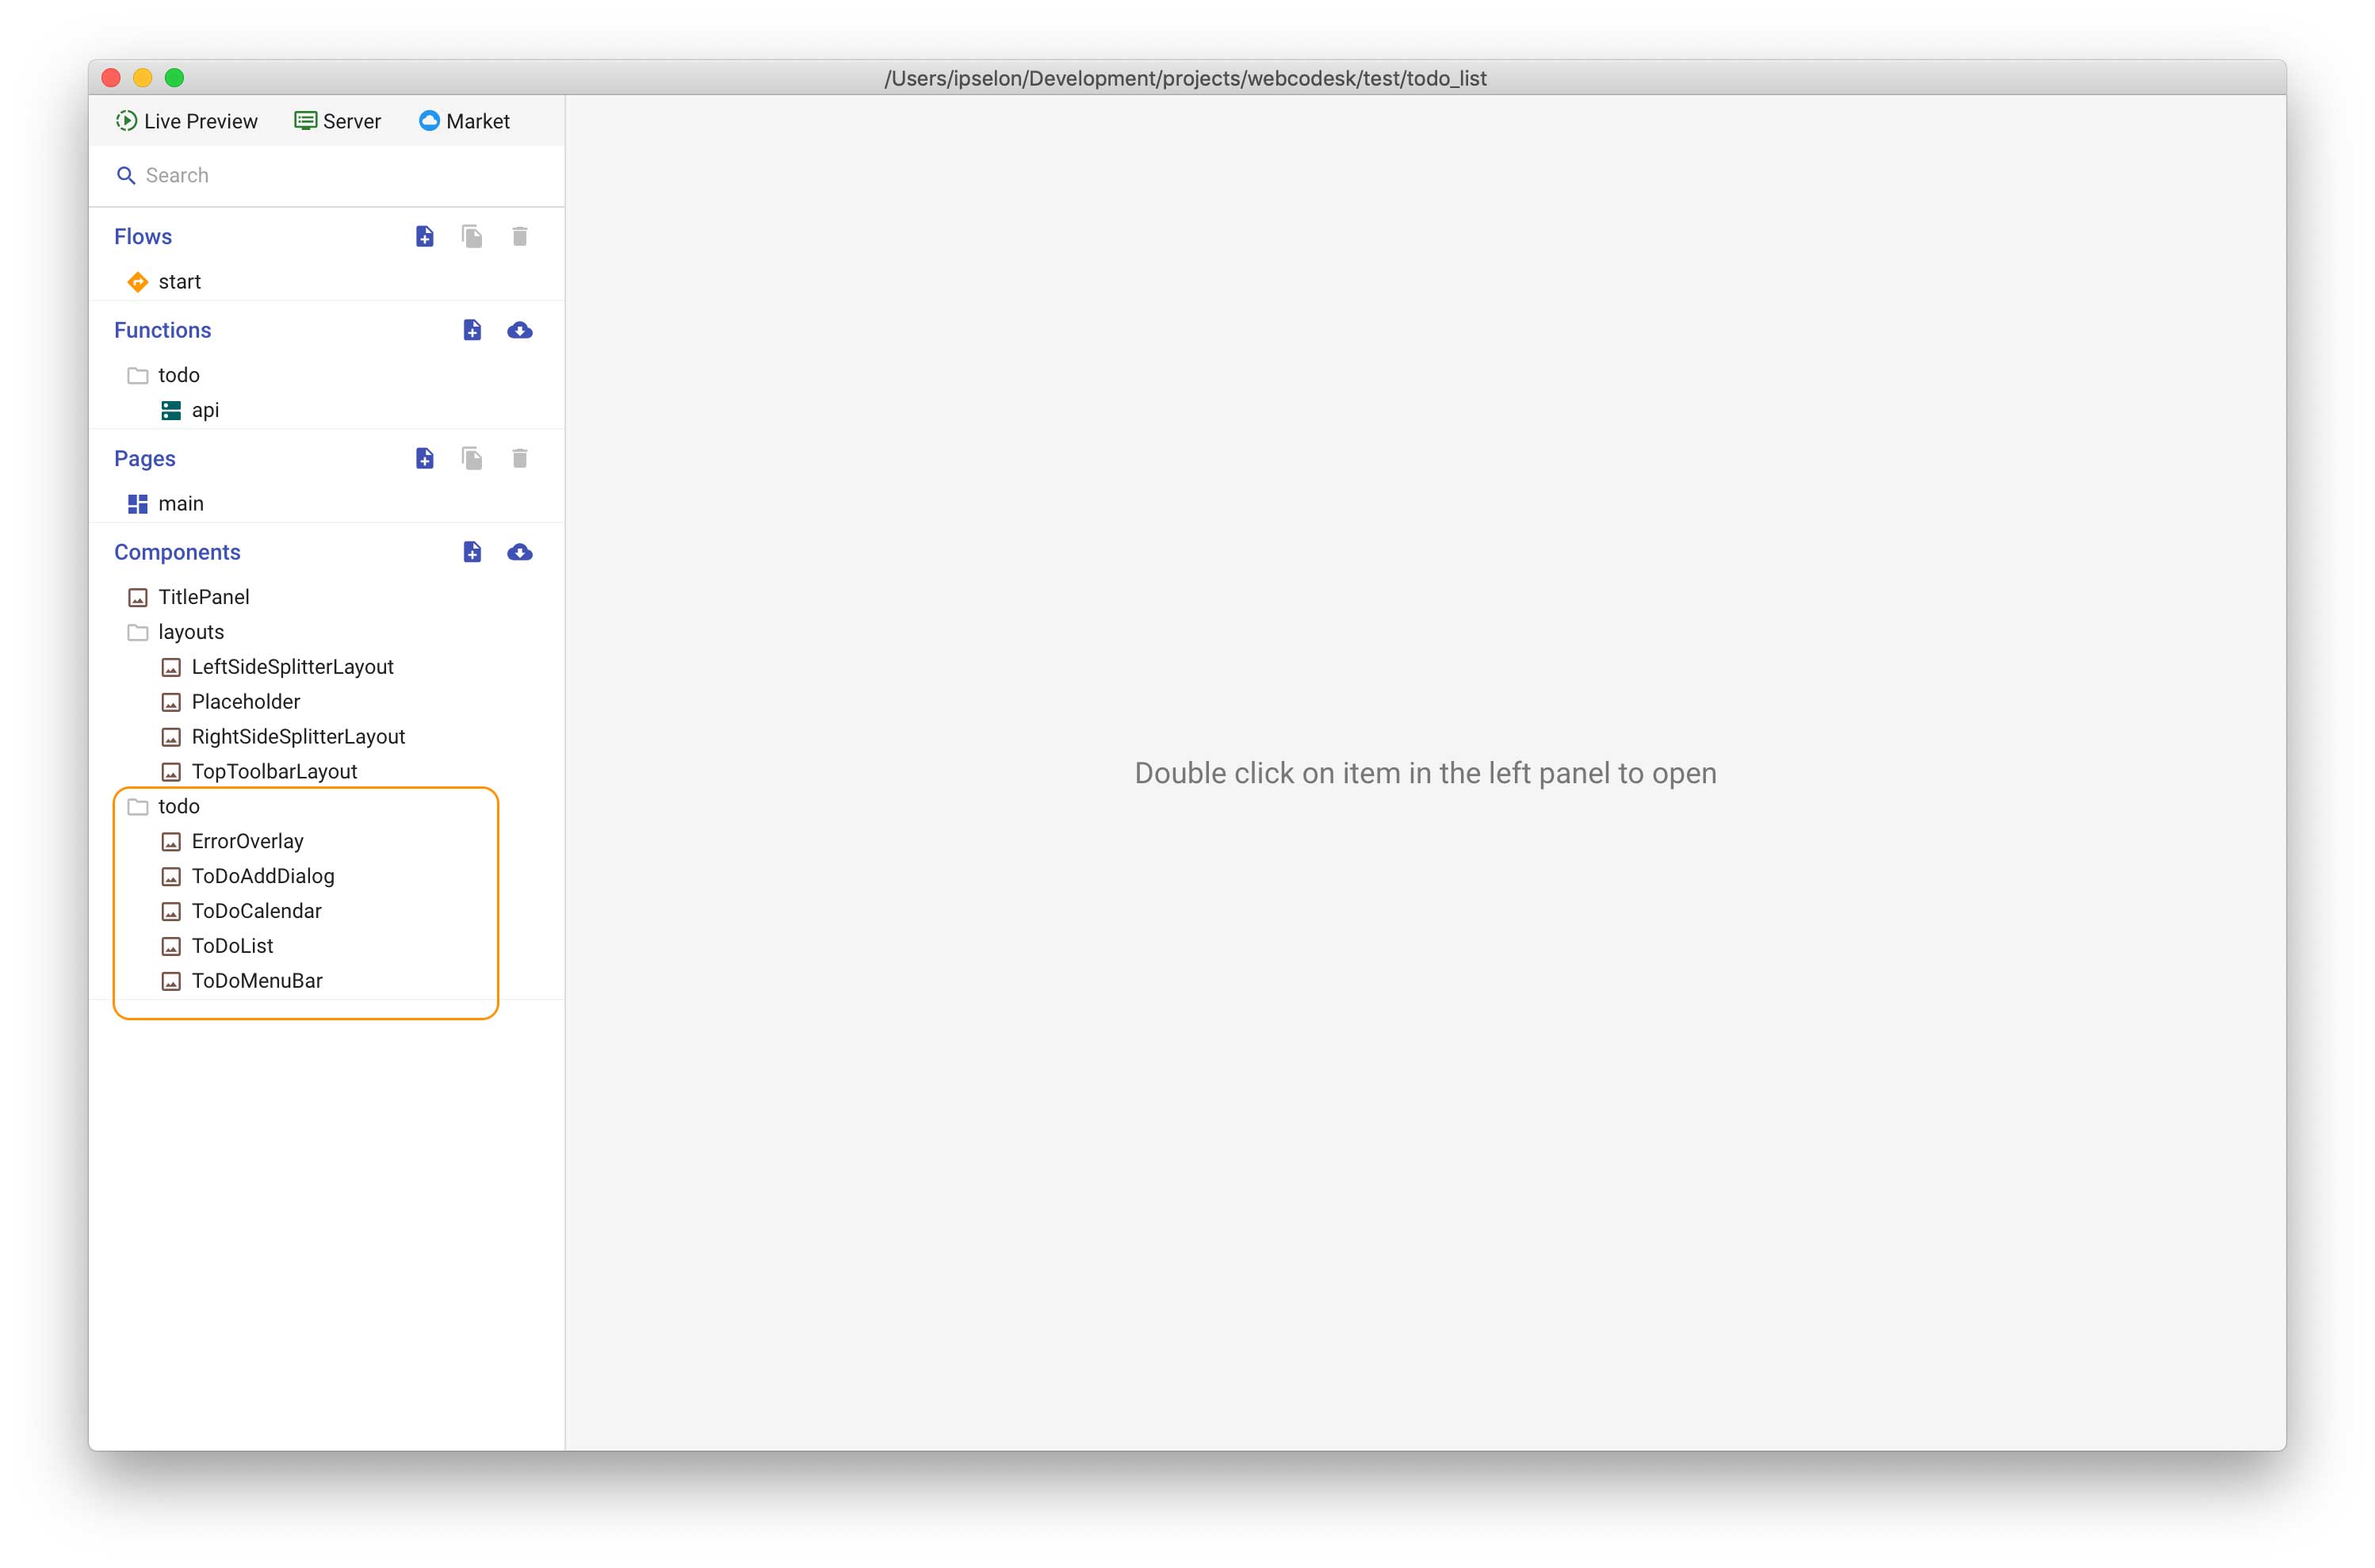 /Users/ipselon/Development/projects/webcodesk/test/todo_list
Live Preview Server Market
Search
Flows
start
Functions
todo
api
Pages
main
Components
TitlePanel
layouts
LeftSideSplitterLayout
Placeholder
RightSideSplitterLayout
TopToolbarLayout
todo
ErrorOverlay
ToDoAddDialog
ToDoCalendar
ToDoList
ToDoMenuBar
Double click on item in the left panel to open